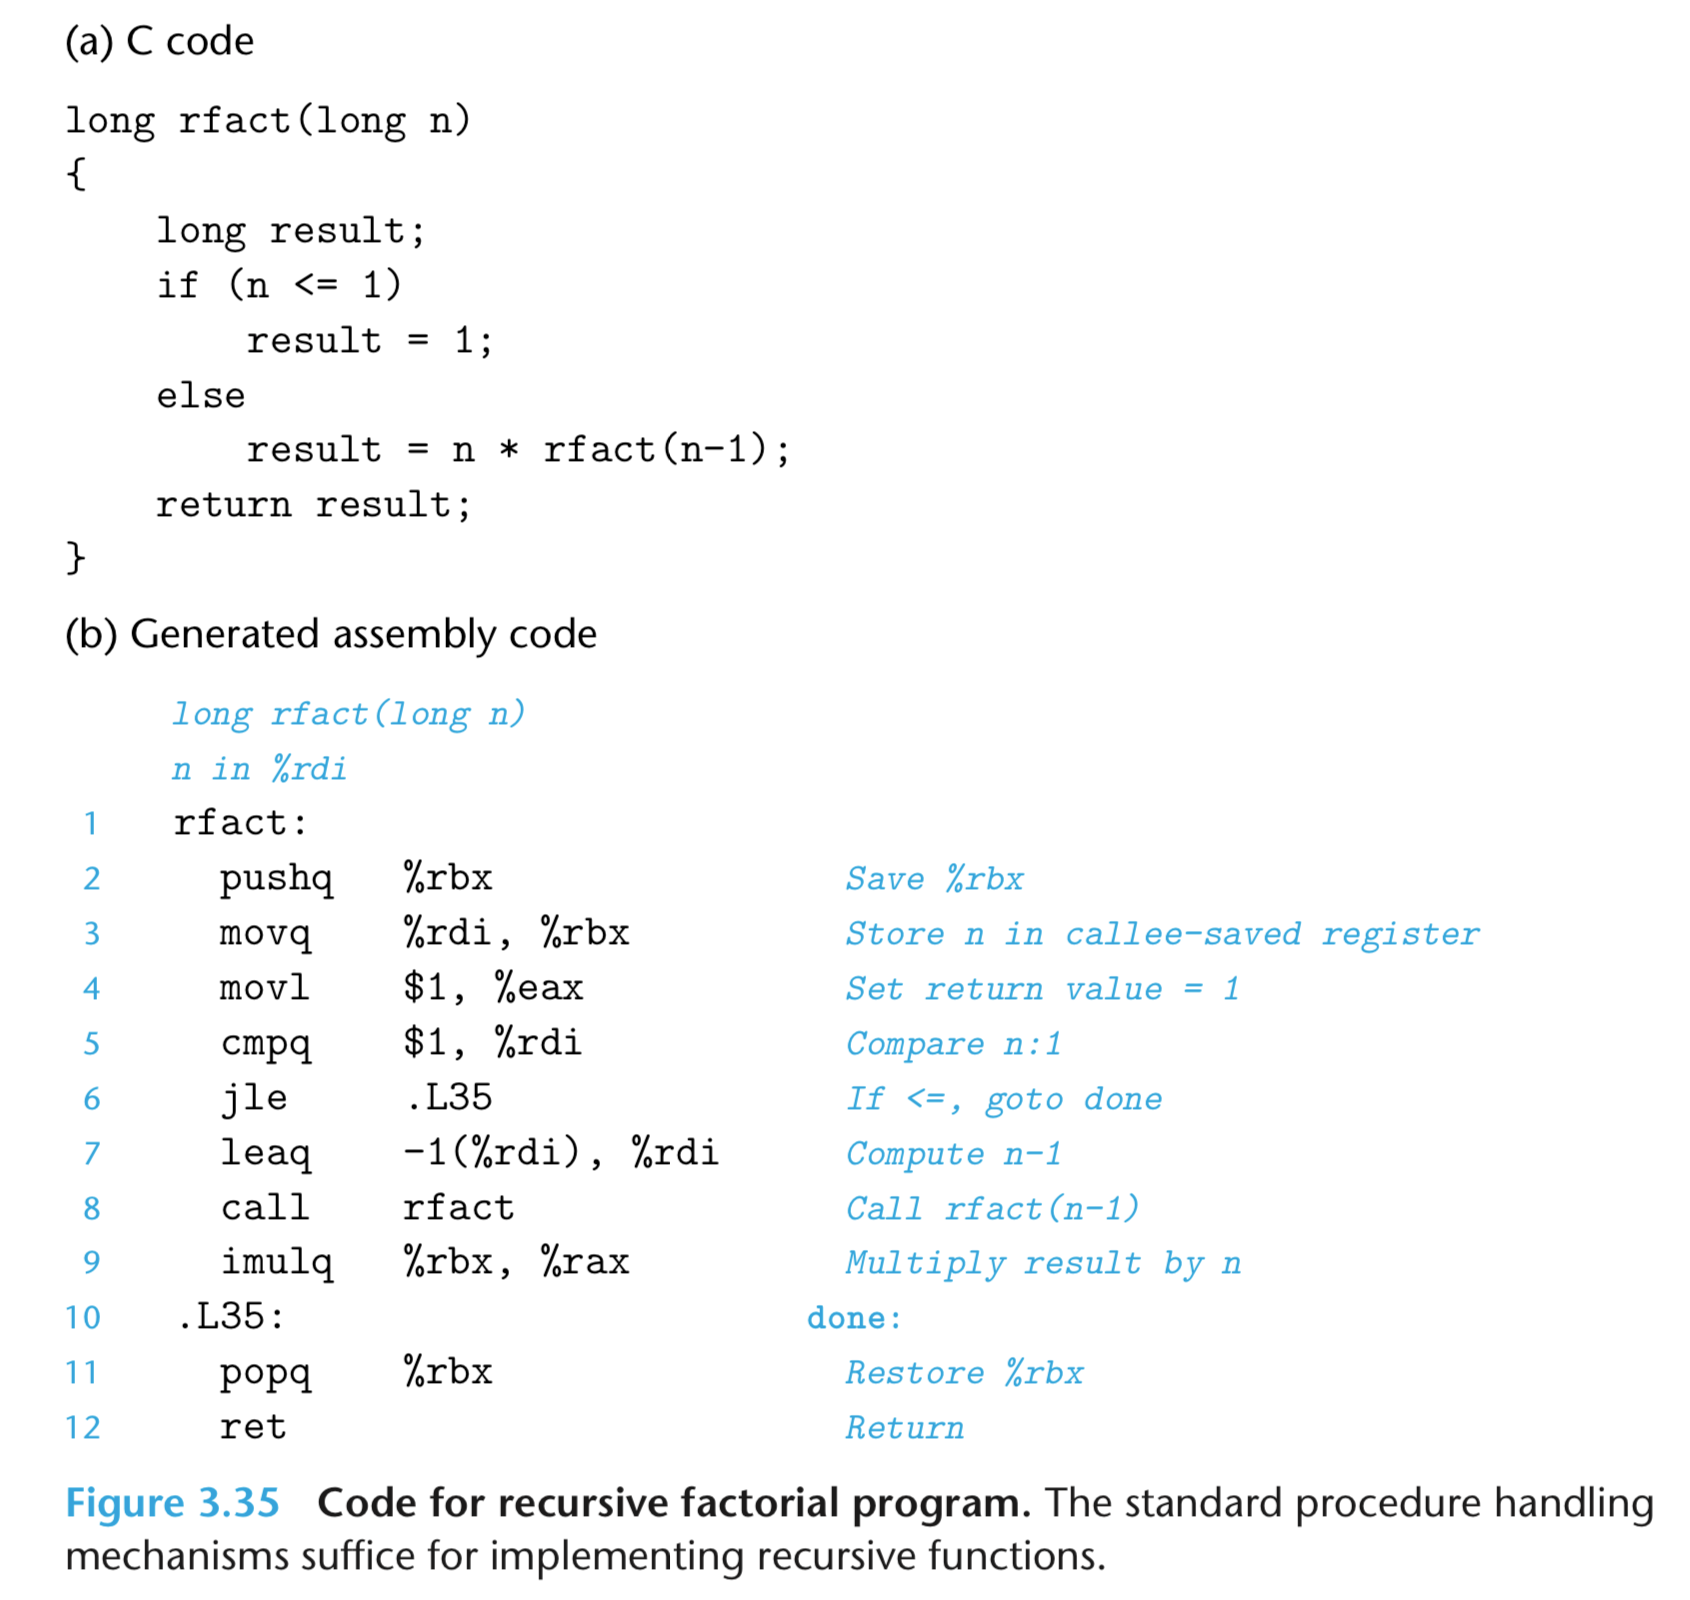 (a) C code
long rfact(long n)
{
    long result;
    if (n <= 1)
        result = 1;
    else
        result = n * rfact(n-1);
    return result;
}
(b) Generated assembly code
long rfact(long n)
n in %rdi
1 rfact:
2 pushq %rbx Save %rbx
3 movq %rdi, %rbx Store n in callee-saved register
4 movl $1, %eax Set return value = 1
5 cmpq $1, %rdi Compare n:1
6 jle .L35 If <=, goto done
7 leaq -1(%rdi), %rdi Compute n-1
8 call rfact Call rfact(n-1)
9 imulq %rbx, %rax Multiply result by n
10 .L35: done:
11 popq %rbx Restore %rbx
12 ret Return
Figure 3.35 Code for recursive factorial program. The standard procedure handling
mechanisms suffice for implementing recursive functions.